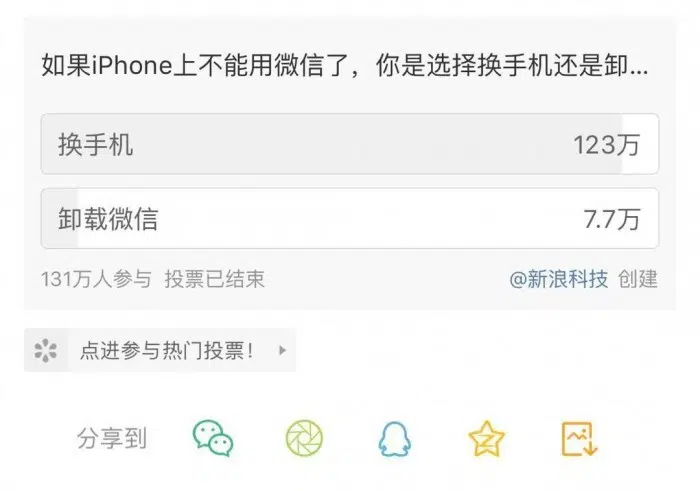 如果iPhone上不能用微信了，你是选择换手机还是卸...
换手机 123万
卸载微信 7.7万
131万人参与 投票已结束 @新浪科技 创建
点进参与热门投票！
分享到